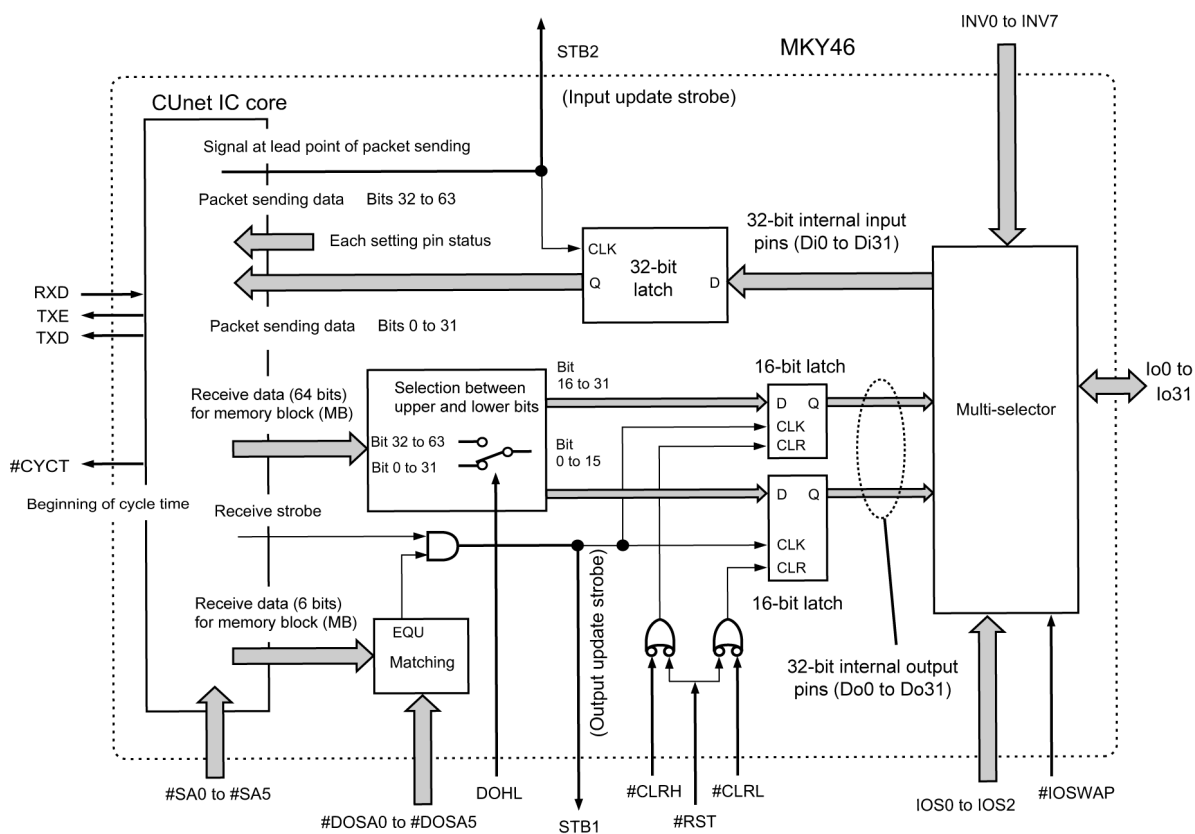 INV0 to INV7
MKY46
STB2
(Input update strobe)
CUnet IC core
Signal at lead point of packet sending
Packet sending data Bits 32 to 63
Each setting pin status
32-bit internal input
pins (Di0 to Di31)
CLK
32-bit
latch
Q
D
RXD
TXE
TXD
Packet sending data Bits 0 to 31
Receive data (64 bits)
for memory block (MB)
Selection between
upper and lower bits
Bit 32 to 63
Bit 0 to 31
Bit
16 to 31
Bit
0 to 15
16-bit latch
D Q
CLK
CLR
Multi-selector
Io0 to
Io31
#CYCT
Beginning of cycle time
Receive strobe
D Q
CLK
CLR
16-bit latch
Receive data (6 bits)
for memory block (MB)
EQU
Matching
(Output update strobe)
32-bit internal output
pins (Do0 to Do31)
#SA0 to #SA5
#DOSA0 to #DOSA5
DOHL
STB1
#CLRH
#RST
#CLRL
IOS0 to IOS2
#IOSWAP